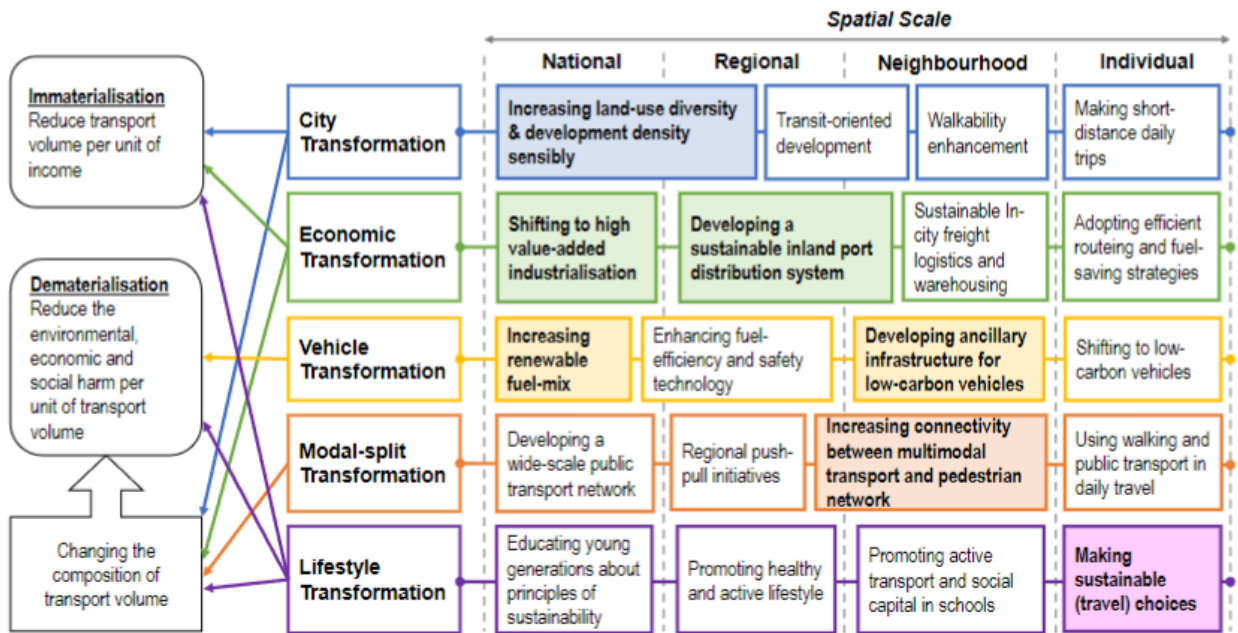 Spatial Scale
National
Regional
Neighbourhood
Individual
Immaterialisation
Reduce transport
volume per unit of
income
Dematerialisation
Reduce the
environmental,
economic and
social harm per
unit of transport
volume
Changing the
composition of
transport volume
City
Transformation
Increasing land-use diversity
& development density
sensibly
Transit-oriented
development
Walkability
enhancement
Making short-
distance daily
trips
Economic
Transformation
Shifting to high
value-added
industrialisation
Developing a
sustainable inland port
distribution system
Sustainable In-
city freight
logistics and
warehousing
Adopting efficient
routeing and fuel-
saving strategies
Vehicle
Transformation
Increasing
renewable
fuel-mix
Enhancing fuel-
efficiency and safety
technology
Developing ancillary
infrastructure for
low-carbon vehicles
Shifting to low-
carbon vehicles
Modal-split
Transformation
Developing a
wide-scale public
transport network
Regional push-
pull initiatives
Increasing connectivity
between multimodal
transport and pedestrian
network
Using walking and
public transport in
daily travel
Lifestyle
Transformation
Educating young
generations about
principles of
sustainability
Promoting healthy
and active lifestyle
Promoting active
transport and social
capital in schools
Making
sustainable
(travel) choices